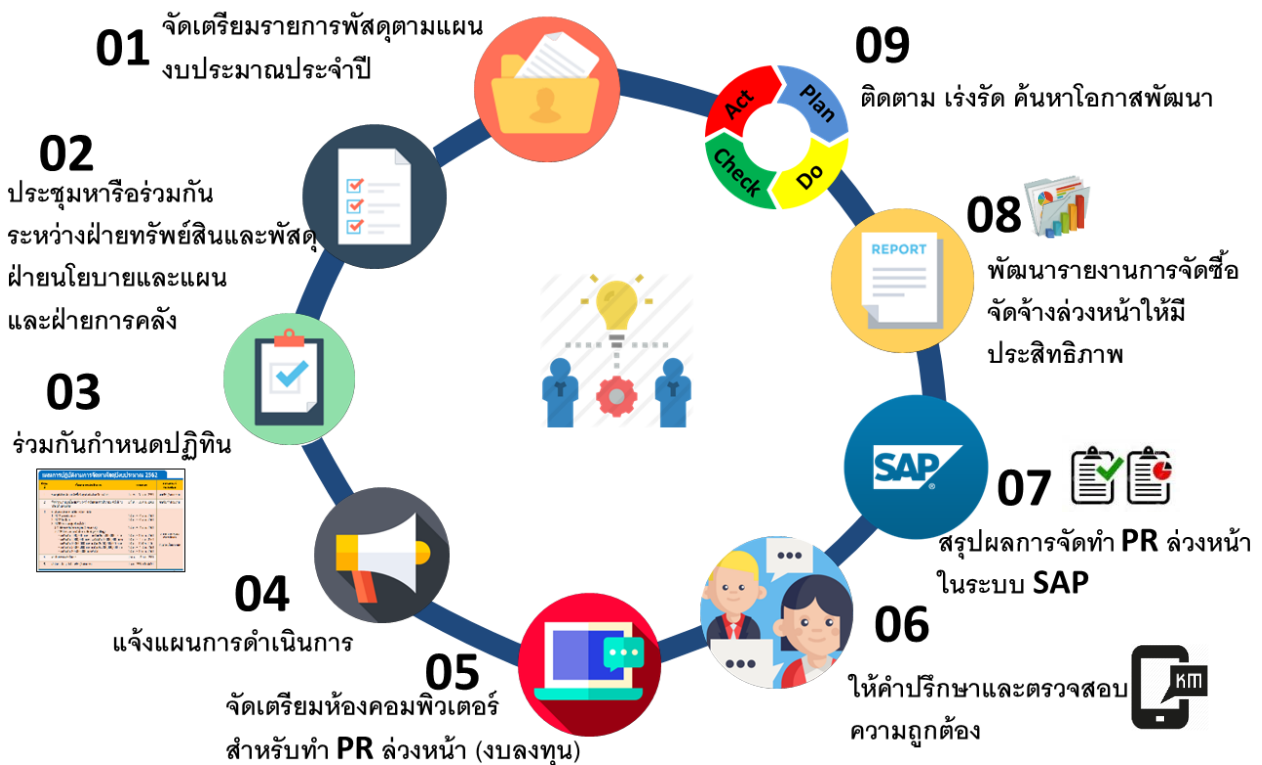 01
จัดเตรียมรายการพัสดุตามแผน
งบประมาณประจำปี
02
ประชุมหารือร่วมกัน
ระหว่างฝ่ายทรัพย์สินและพัสดุ
ฝ่ายนโยบายและแผน
และฝ่ายการคลัง
03
ร่วมกันกำหนดปฏิทิน
04
แจ้งแผนการดำเนินการ
05
จัดเตรียมห้องคอมพิวเตอร์
สำหรับทำ PR ล่วงหน้า (งบลงทุน)
06
ให้คำปรึกษาและตรวจสอบ
ความถูกต้อง
KM
07
SAP
สรุปผลการจัดทำ PR ล่วงหน้า
ในระบบ SAP
08
REPORT
พัฒนารายงานการจัดซื้อ
จัดจ้างล่วงหน้าให้มี
ประสิทธิภาพ
09
ติดตาม เร่งรัด ค้นหาโอกาสพัฒนา
Plan
Do
Check
Act